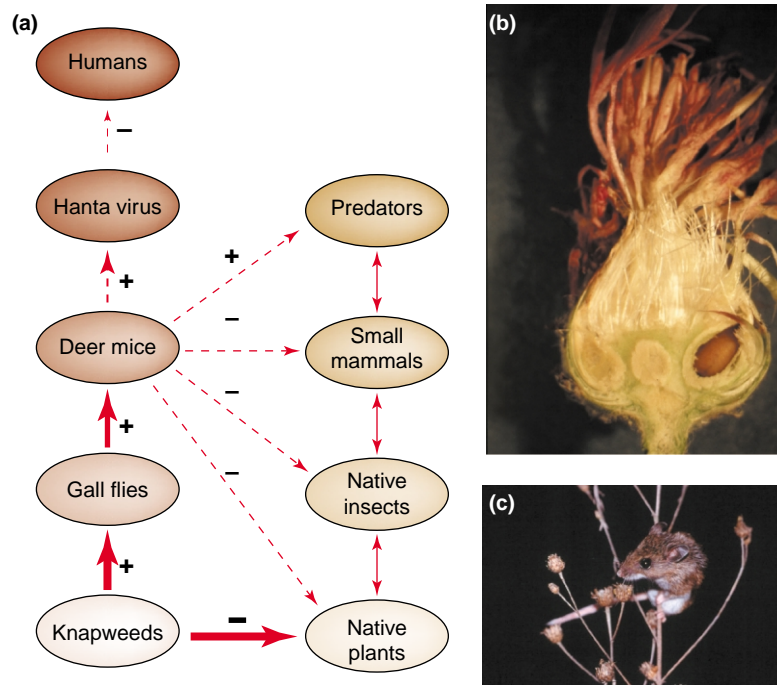 (a)
Humans
–
Hanta virus
+
Deer mice
+
Gall flies
+
Knapweeds
–
Predators
+
–
Small
mammals
–
Native
insects
–
Native
plants
(b)
(c)